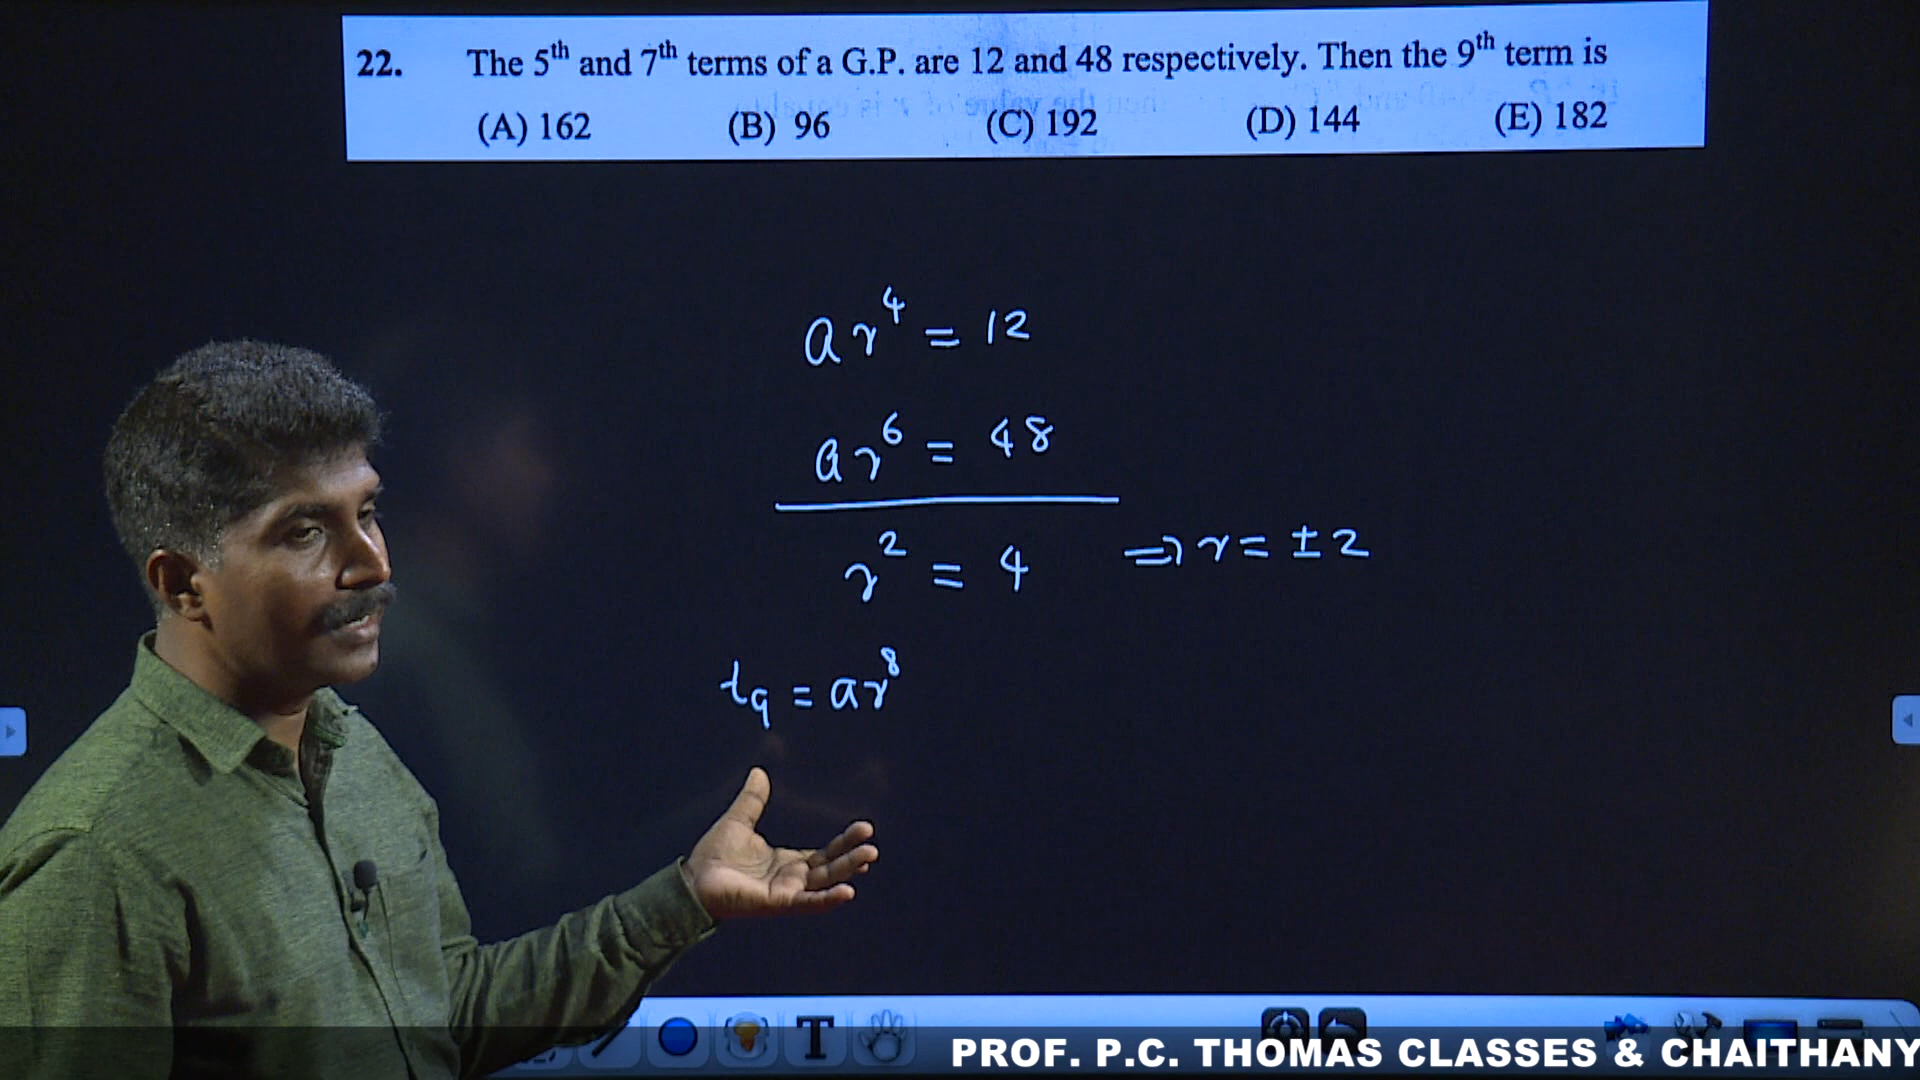 22. The 5th and 7th terms of a G.P. are 12 and 48 respectively. Then the 9th term is
(A) 162 (B) 96 (C) 192 (D) 144 (E) 182
ar⁴ = 12
ar⁶ = 48
r² = 4 ⇒ r = ± 2
t₉ = ar⁸
T
PROF. P.C. THOMAS CLASSES & CHAITHANY